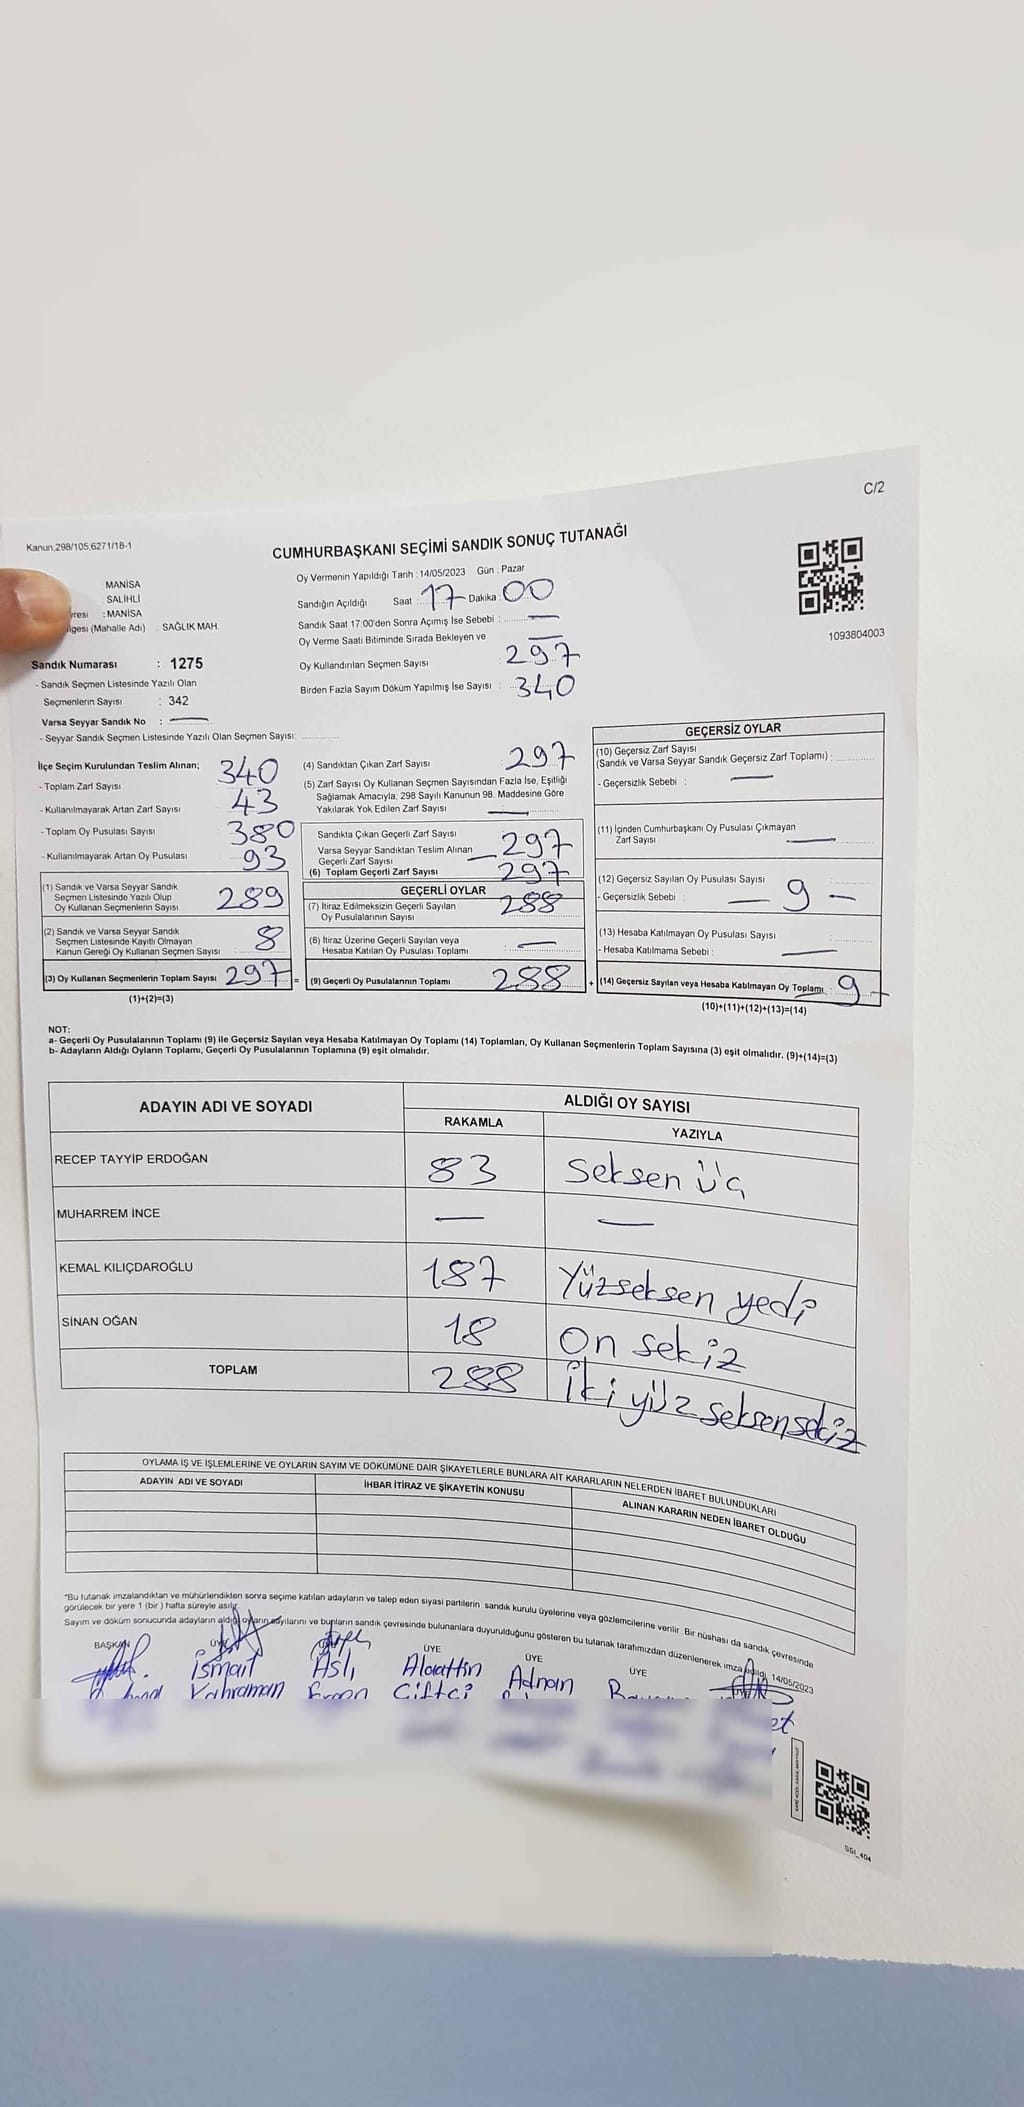 C/2
Kanun,298/105,6271/18-1
CUMHURBAŞKANI SEÇİMİ SANDIK SONUÇ TUTANAĞI
1093804003
MANİSA
SALİHLİ
: MANİSA
(Mahalle Adı) : SAĞLIK MAH.
Sandık Numarası : 1275
- Sandık Seçmen Listesinde Yazılı Olan
Seçmenlerin Sayısı : 342
Varsa Seyyar Sandık No : —
- Seyyar Sandık Seçmen Listesinde Yazılı Olan Seçmen Sayısı:
Oy Vermenin Yapıldığı Tarih : 14/05/2023 Gün : Pazar
Sandığın Açıldığı Saat : 17 Dakika : 00
Sandık Saat 17:00'den Sonra Açımış İse Sebebi : —
Oy Verme Saati Bitiminde Sırada Bekleyen ve —
Oy Kullandırılan Seçmen Sayısı : 297
Birden Fazla Sayım Döküm Yapılmış İse Sayısı : 340
İlçe Seçim Kurulundan Teslim Alınan;
- Toplam Zarf Sayısı 340
- Kullanılmayarak Artan Zarf Sayısı 43
- Toplam Oy Pusulası Sayısı 380
- Kullanılmayarak Artan Oy Pusulası 93
(1) Sandık ve Varsa Seyyar Sandık
Seçmen Listesinde Yazılı Olup
Oy Kullanan Seçmenlerin Sayısı 289
(2) Sandık ve Varsa Seyyar Sandık
Seçmen Listesinde Kayıtlı Olmayan
Kanun Gereği Oy Kullanan Seçmen Sayısı 8
(3) Oy Kullanan Seçmenlerin Toplam Sayısı 297 =
(1)+(2)=(3)
(4) Sandıktan Çıkan Zarf Sayısı : 297
(5) Zarf Sayısı Oy Kullanan Seçmen Sayısından Fazla İse, Eşitliği
Sağlamak Amacıyla, 298 Sayılı Kanunun 98. Maddesine Göre
Yakılarak Yok Edilen Zarf Sayısı —
Sandıkta Çıkan Geçerli Zarf Sayısı 297
Varsa Seyyar Sandıktan Teslim Alınan
Geçerli Zarf Sayısı —
(6) Toplam Geçerli Zarf Sayısı 297
GEÇERLİ OYLAR
(7) İtiraz Edilmeksizin Geçerli Sayılan
Oy Pusulalarının Sayısı 288
(8) İtiraz Üzerine Geçerli Sayılan veya
Hesaba Katılan Oy Pusulası Toplamı —
(9) Geçerli Oy Pusulalarının Toplamı 288 +
GEÇERSİZ OYLAR
(10) Geçersiz Zarf Sayısı
(Sandık ve Varsa Seyyar Sandık Geçersiz Zarf Toplamı) :
- Geçersizlik Sebebi : —
(11) İçinden Cumhurbaşkanı Oy Pusulası Çıkmayan
Zarf Sayısı —
(12) Geçersiz Sayılan Oy Pusulası Sayısı
- Geçersizlik Sebebi : — 9 —
(13) Hesaba Katılmayan Oy Pusulası Sayısı
- Hesaba Katılmama Sebebi : —
(14) Geçersiz Sayılan veya Hesaba Katılmayan Oy Toplamı : — 9 —
(10)+(11)+(12)+(13)=(14)
NOT:
a- Geçerli Oy Pusulalarının Toplamı (9) ile Geçersiz Sayılan veya Hesaba Katılmayan Oy Toplamı (14) Toplamları, Oy Kullanan Seçmenlerin Toplam Sayısına (3) eşit olmalıdır. (9)+(14)=(3)
b- Adayların Aldığı Oyların Toplamı, Geçerli Oy Pusulalarının Toplamına (9) eşit olmalıdır.
ADAYIN ADI VE SOYADI ALDIĞI OY SAYISI
RAKAMLA YAZIYLA
RECEP TAYYİP ERDOĞAN 83 Seksen üç
MUHARREM İNCE — —
KEMAL KILIÇDAROĞLU 187 Yüzseksen yedi
SİNAN OĞAN 18 On sekiz
TOPLAM 288 İki yüz seksensekiz
OYLAMA İŞ VE İŞLEMLERİNE VE OYLARIN SAYIM VE DÖKÜMÜNE DAİR ŞİKAYETLERLE BUNLARA AİT KARARLARIN NELERDEN İBARET BULUNDUKLARI
ADAYIN ADI VE SOYADI İHBAR İTİRAZ VE ŞİKAYETİN KONUSU ALINAN KARARIN NEDEN İBARET OLDUĞU
*Bu tutanak imzalandıktan ve mühürlendikten sonra seçime katılan adayların ve talep eden siyasi partilerin sandık kurulu üyelerine veya gözlemcilerine verilir. Bir nüshası da sandık çevresinde
görülecek bir yere 1 (bir) hafta süreyle asılır.
Sayım ve döküm sonucunda adayların aldığı oyların sayılarını ve bunların sandık çevresinde bulunanlara duyurulduğunu gösteren bu tutanak tarafımızdan düzenlenerek imza edildi. 14/05/2023
BAŞKAN ÜYE ÜYE ÜYE ÜYE
İsmail Aslı Alaattin Adnan
Kahraman Çiftçi
SSI_404